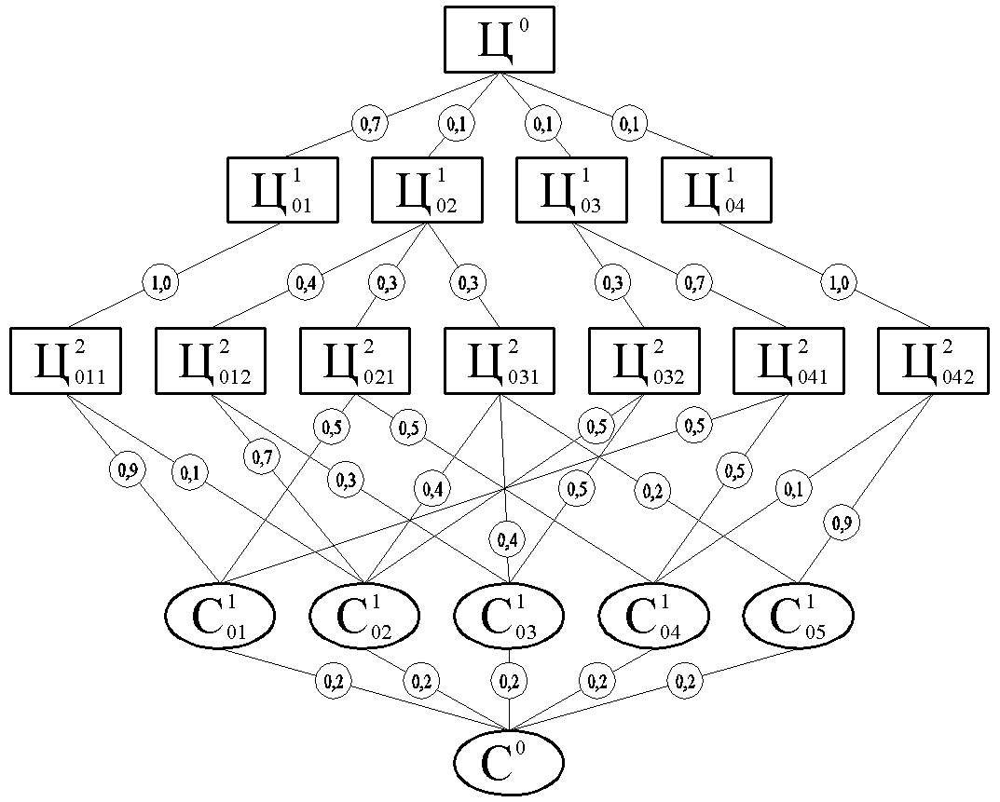 Ц⁰
0,7 0,1 0,1 0,1
Ц¹₀₁ Ц¹₀₂ Ц¹₀₃ Ц¹₀₄
1,0 0,4 0,3 0,3 0,3 0,7 1,0
Ц²₀₁₁ Ц²₀₁₂ Ц²₀₂₁ Ц²₀₃₁ Ц²₀₃₂ Ц²₀₄₁ Ц²₀₄₂
0,5 0,5 0,5 0,5
0,9 0,1 0,7 0,3 0,4 0,5 0,2 0,5 0,1
0,4 0,9
С¹₀₁ С¹₀₂ С¹₀₃ С¹₀₄ С¹₀₅
0,2 0,2 0,2 0,2 0,2
С⁰